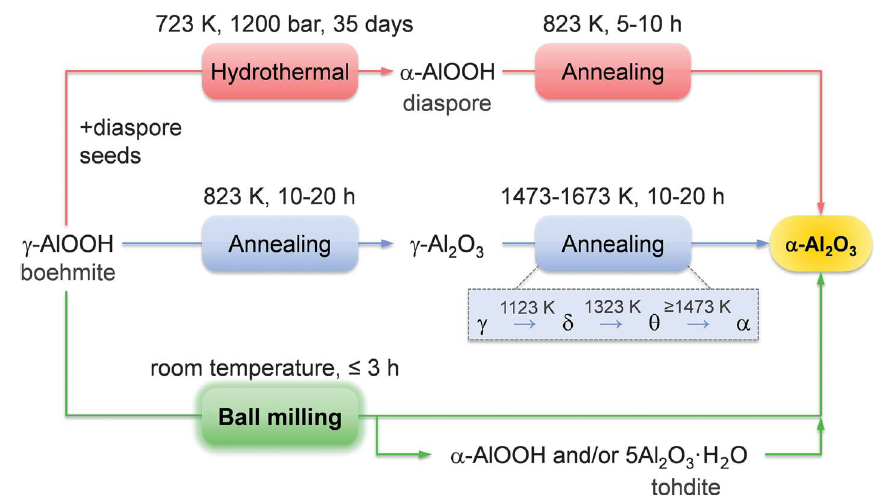 723 K, 1200 bar, 35 days
823 K, 5-10 h
Hydrothermal
α-AlOOH
diaspore
Annealing
+diaspore
seeds
823 K, 10-20 h
1473-1673 K, 10-20 h
γ-AlOOH
boehmite
Annealing
γ-Al₂O₃
Annealing
α-Al₂O₃
γ 1123 K → δ 1323 K → θ ≥1473 K → α
room temperature, ≤ 3 h
Ball milling
α-AlOOH and/or 5Al₂O₃·H₂O
tohdite